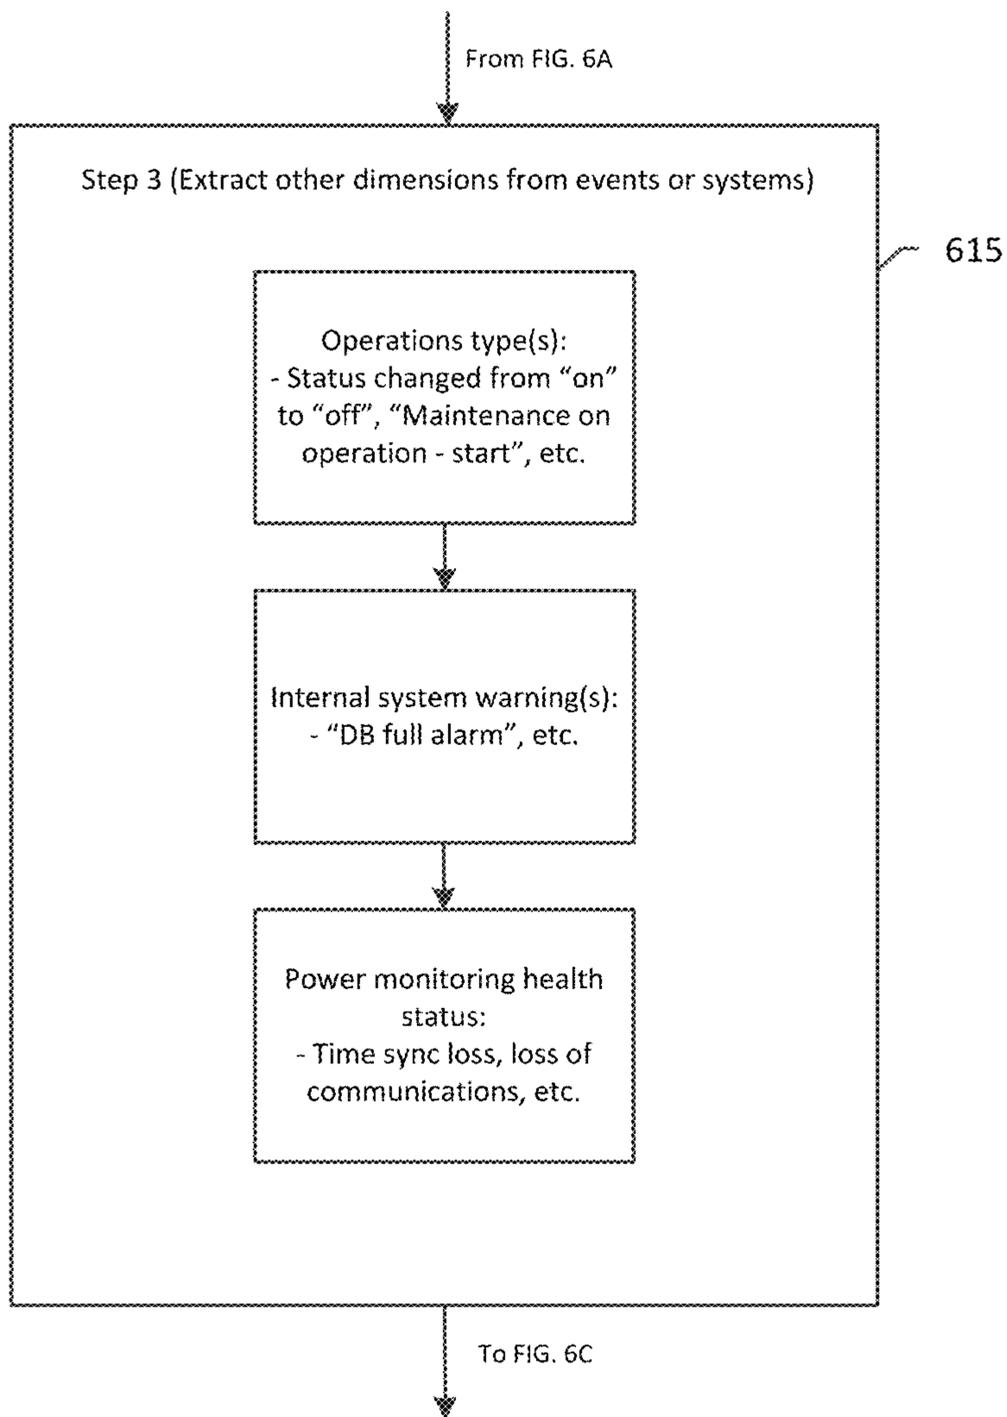 From FIG. 6A
Step 3 (Extract other dimensions from events or systems)
615
Operations type(s):
- Status changed from “on”
to “off”, “Maintenance on
operation - start”, etc.
Internal system warning(s):
- “DB full alarm”, etc.
Power monitoring health
status:
- Time sync loss, loss of
communications, etc.
To FIG. 6C